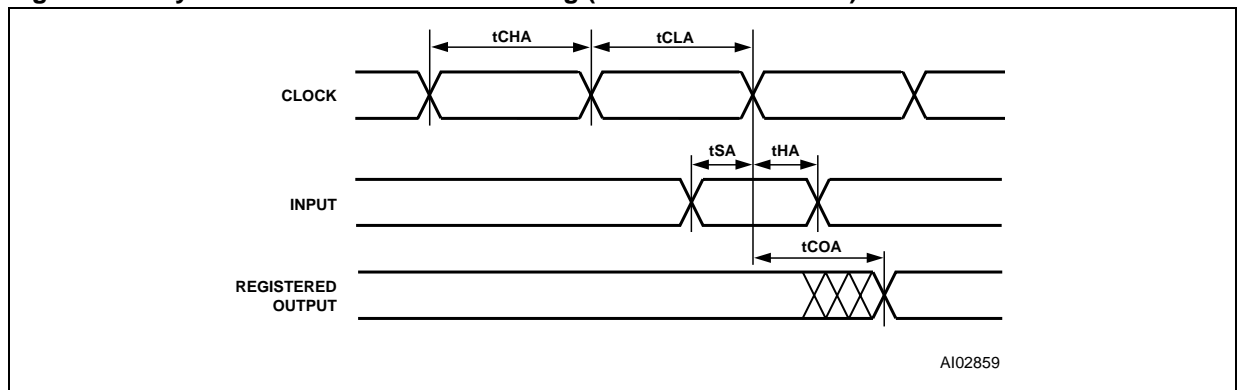 tCHA tCLA
CLOCK
tSA tHA
INPUT
tCOA
REGISTERED
OUTPUT
AI02859